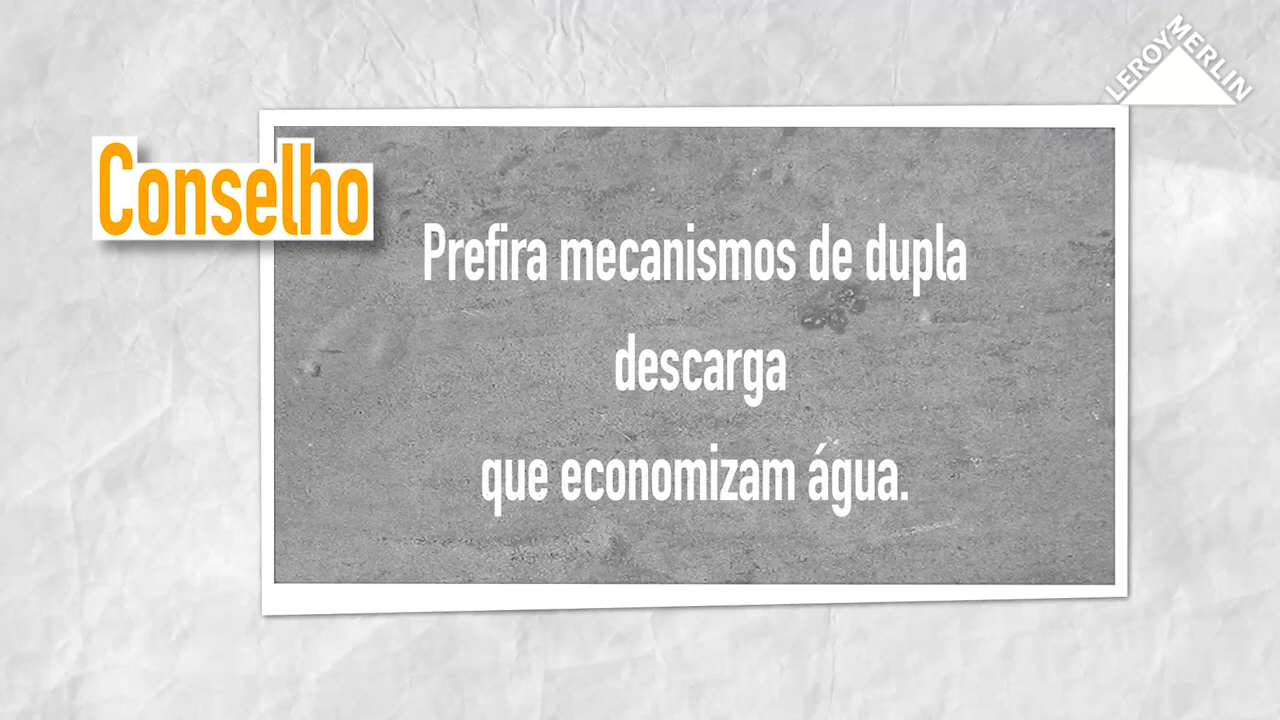 LEROY MERLIN
Conselho
Prefira mecanismos de dupla
descarga
que economizam água.